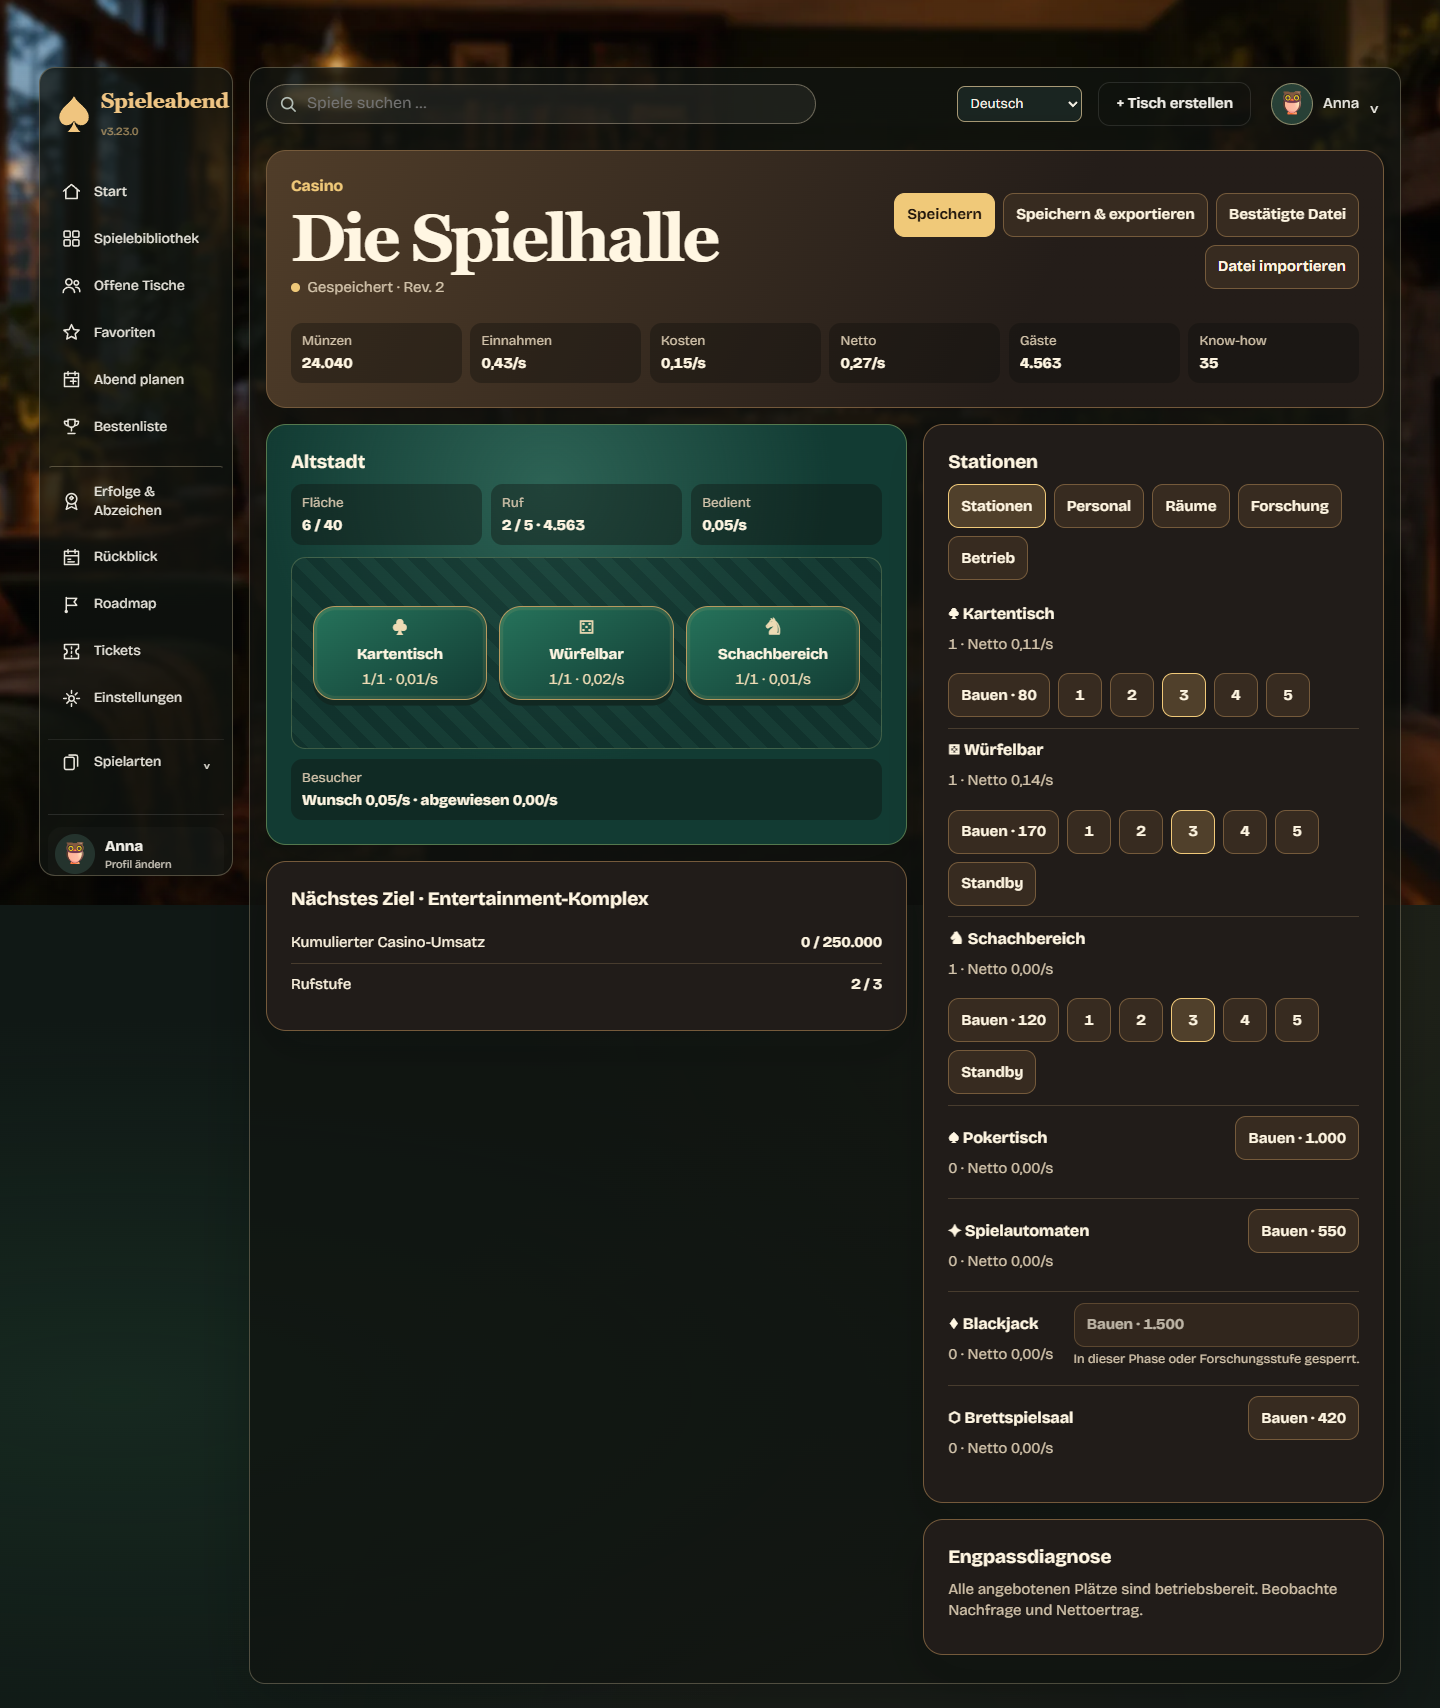 Spieleabend
v3.23.0
Start
Spielebibliothek
Offene Tische
Favoriten
Abend planen
Bestenliste
Erfolge &
Abzeichen
Rückblick
Roadmap
Tickets
Einstellungen
Spielarten
Anna
Profil ändern
Spiele suchen ...
Deutsch
+ Tisch erstellen
Anna
Casino
Die Spielhalle
Gespeichert · Rev. 2
Speichern
Speichern & exportieren
Bestätigte Datei
Datei importieren
Münzen
24.040
Einnahmen
0,43/s
Kosten
0,15/s
Netto
0,27/s
Gäste
4.563
Know-how
35
Altstadt
Fläche
6 / 40
Ruf
2 / 5 · 4.563
Bedient
0,05/s
Kartentisch
1/1 · 0,01/s
Würfelbar
1/1 · 0,02/s
Schachbereich
1/1 · 0,01/s
Besucher
Wunsch 0,05/s · abgewiesen 0,00/s
Nächstes Ziel · Entertainment-Komplex
Kumulierter Casino-Umsatz 0 / 250.000
Rufstufe 2 / 3
Stationen
Stationen Personal Räume Forschung
Betrieb
Kartentisch
1 · Netto 0,11/s
Bauen · 80 1 2 3 4 5
Würfelbar
1 · Netto 0,14/s
Bauen · 170 1 2 3 4 5
Standby
Schachbereich
1 · Netto 0,00/s
Bauen · 120 1 2 3 4 5
Standby
Pokertisch
0 · Netto 0,00/s
Bauen · 1.000
Spielautomaten
0 · Netto 0,00/s
Bauen · 550
Blackjack
0 · Netto 0,00/s
Bauen · 1.500
In dieser Phase oder Forschungsstufe gesperrt.
Brettspielsaal
0 · Netto 0,00/s
Bauen · 420
Engpassdiagnose
Alle angebotenen Plätze sind betriebsbereit. Beobachte
Nachfrage und Nettoertrag.